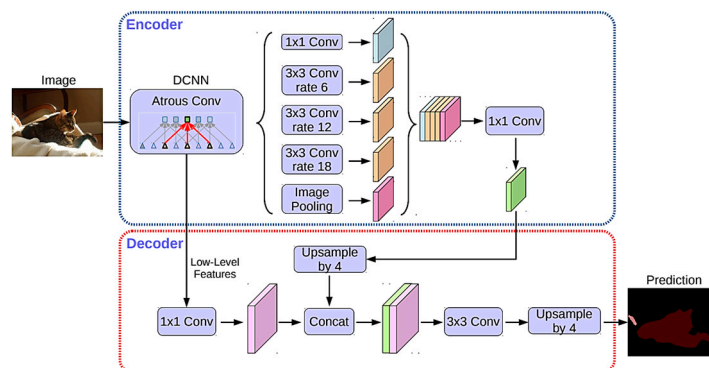 Encoder
Image
DCNN
Atrous Conv
1x1 Conv
3x3 Conv
rate 6
3x3 Conv
rate 12
3x3 Conv
rate 18
Image
Pooling
1x1 Conv
Decoder
Low-Level
Features
Upsample
by 4
1x1 Conv
Concat
3x3 Conv
Upsample
by 4
Prediction